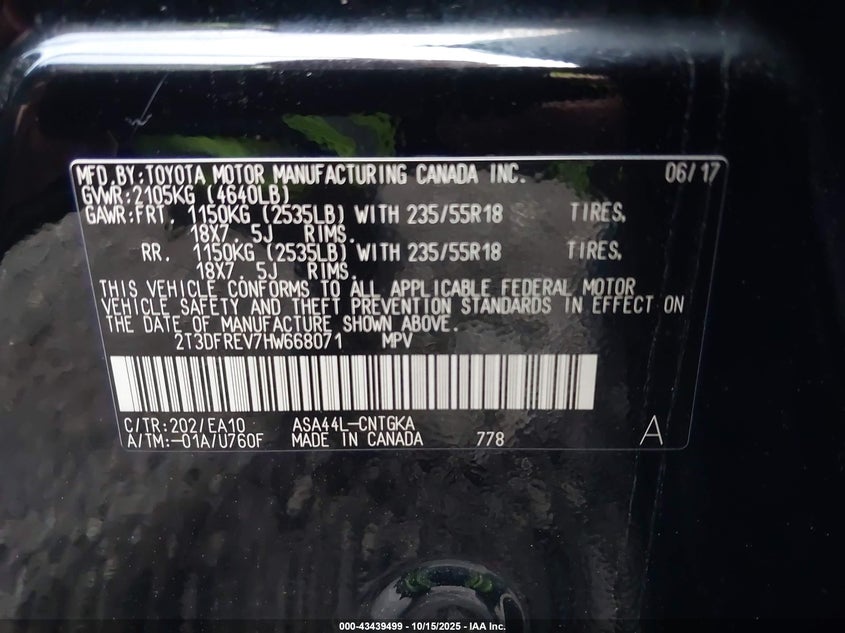 MFD.BY:TOYOTA MOTOR MANUFACTURING CANADA INC. 06/17
GVWR:2105KG (4640LB)
GAWR:FRT. 1150KG (2535LB) WITH 235/55R18 TIRES,
18X7.5J RIMS.
RR. 1150KG (2535LB) WITH 235/55R18 TIRES,
18X7.5J RIMS.
THIS VEHICLE CONFORMS TO ALL APPLICABLE FEDERAL MOTOR
VEHICLE SAFETY AND THEFT PREVENTION STANDARDS IN EFFECT ON
THE DATE OF MANUFACTURE SHOWN ABOVE.
2T3DFREV7HW668071 MPV
C/TR:202/EA10 ASA44L-CNTGKA
A/TM:-01A/U760F MADE IN CANADA 778 A
000-43439499 - 10/15/2025 - IAA Inc.